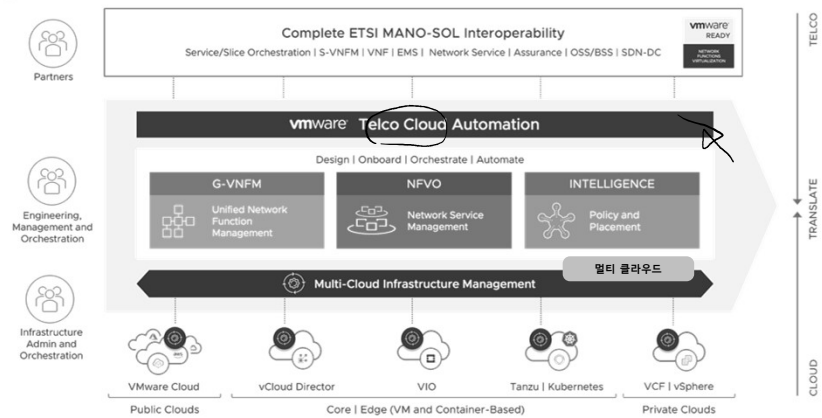 Complete ETSI MANO-SOL Interoperability
Service/Slice Orchestration | S-VNFM | VNF | EMS | Network Service | Assurance | OSS/BSS | SDN-DC
vmware
READY
NETWORK
FUNCTIONS
VIRTUALIZATION
TELCO
Partners
vmware Telco Cloud Automation
Design | Onboard | Orchestrate | Automate
G-VNFM
Unified Network
Function
Management
NFVO
Network Service
Management
INTELLIGENCE
Policy and
Placement
Engineering,
Management and
Orchestration
TRANSLATE
멀티 클라우드
Multi-Cloud Infrastructure Management
Infrastructure
Admin and
Orchestration
aws
VMware Cloud
vCloud Director
VIO
Tanzu | Kubernetes
VCF | vSphere
CLOUD
Public Clouds
Core | Edge (VM and Container-Based)
Private Clouds